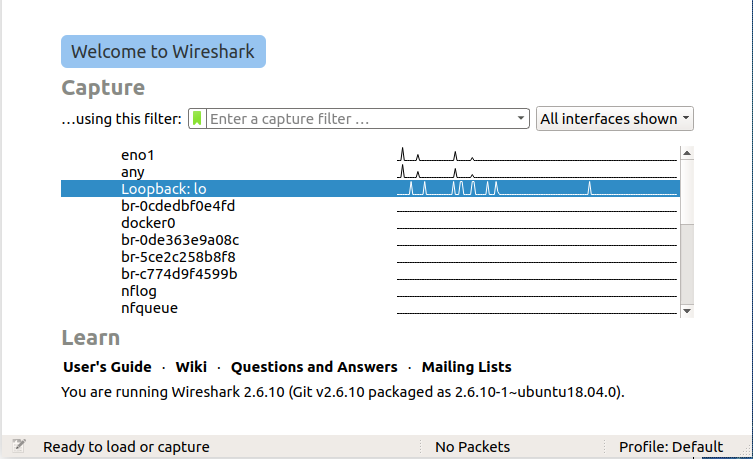 Welcome to Wireshark
Capture
...using this filter: Enter a capture filter ... All interfaces shown
eno1
any
Loopback: lo
br-0cdedbf0e4fd
docker0
br-0de363e9a08c
br-5ce2c258b8f8
br-c774d9f4599b
nflog
nfqueue
Learn
User's Guide · Wiki · Questions and Answers · Mailing Lists
You are running Wireshark 2.6.10 (Git v2.6.10 packaged as 2.6.10-1~ubuntu18.04.0).
Ready to load or capture No Packets Profile: Default